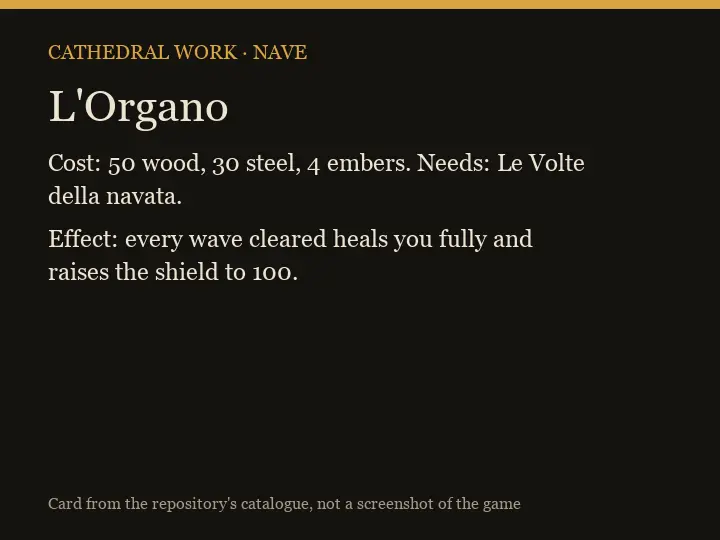 CATHEDRAL WORK · NAVE
L'Organo
Cost: 50 wood, 30 steel, 4 embers. Needs: Le Volte
della navata.
Effect: every wave cleared heals you fully and
raises the shield to 100.
Card from the repository's catalogue, not a screenshot of the game